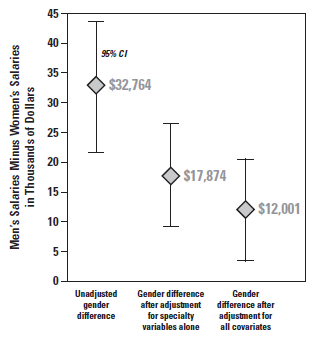 Men's Salaries Minus Women's Salaries
in Thousands of Dollars
45
40
35
30
25
20
15
10
5
0
95% CI
$32,764
$17,874
$12,001
Unadjusted
gender
difference
Gender difference
after adjustment
for specialty
variables alone
Gender
difference after
adjustment for
all covariates